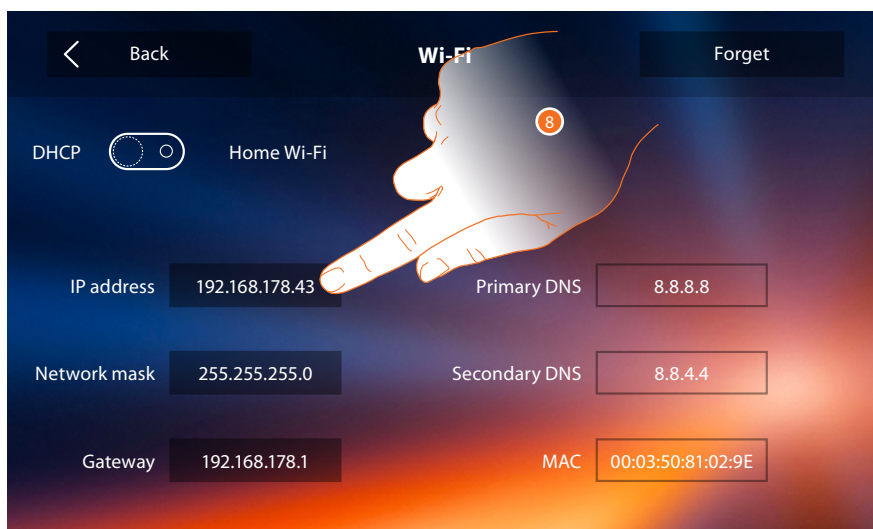 Back
Wi-Fi
Forget
8
DHCP
Home Wi-Fi
IP address 192.168.178.43
Primary DNS 8.8.8.8
Network mask 255.255.255.0
Secondary DNS 8.8.4.4
Gateway 192.168.178.1
MAC 00:03:50:81:02:9E